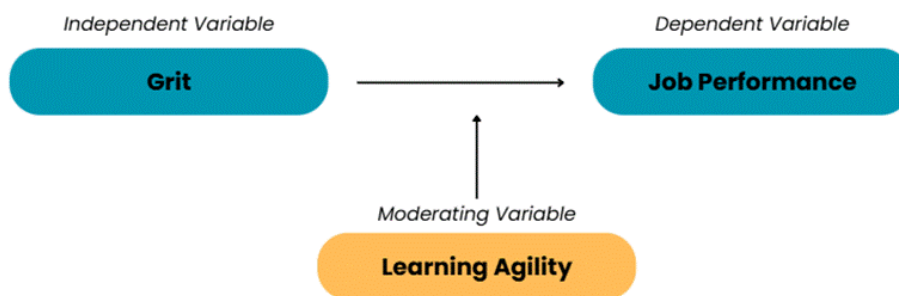 Independent Variable
Dependent Variable
Grit
Job Performance
Moderating Variable
Learning Agility